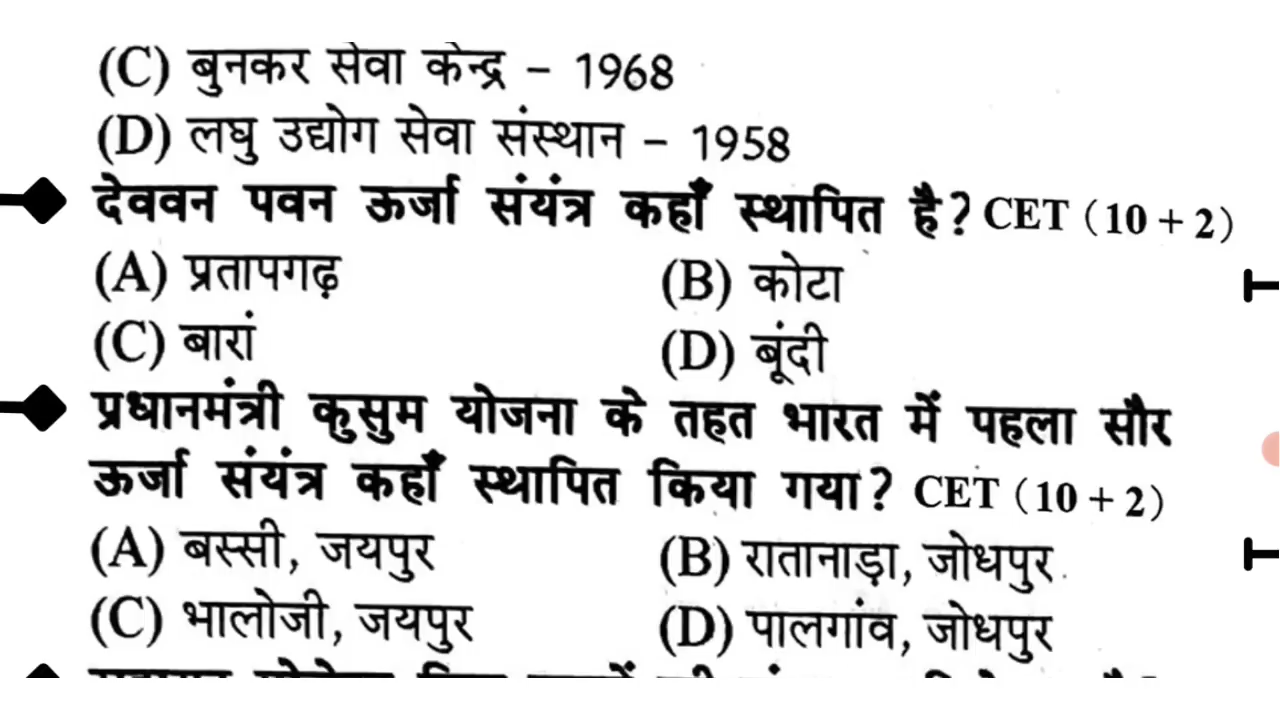 (C) बुनकर सेवा केन्द्र – 1968
(D) लघु उद्योग सेवा संस्थान – 1958
देववन पवन ऊर्जा संयंत्र कहाँ स्थापित है? CET (10 + 2)
(A) प्रतापगढ़ (B) कोटा
(C) बारां (D) बूंदी
प्रधानमंत्री कुसुम योजना के तहत भारत में पहला सौर
ऊर्जा संयंत्र कहाँ स्थापित किया गया? CET (10 + 2)
(A) बस्सी, जयपुर (B) रातानाड़ा, जोधपुर
(C) भालोजी, जयपुर (D) पालगांव, जोधपुर